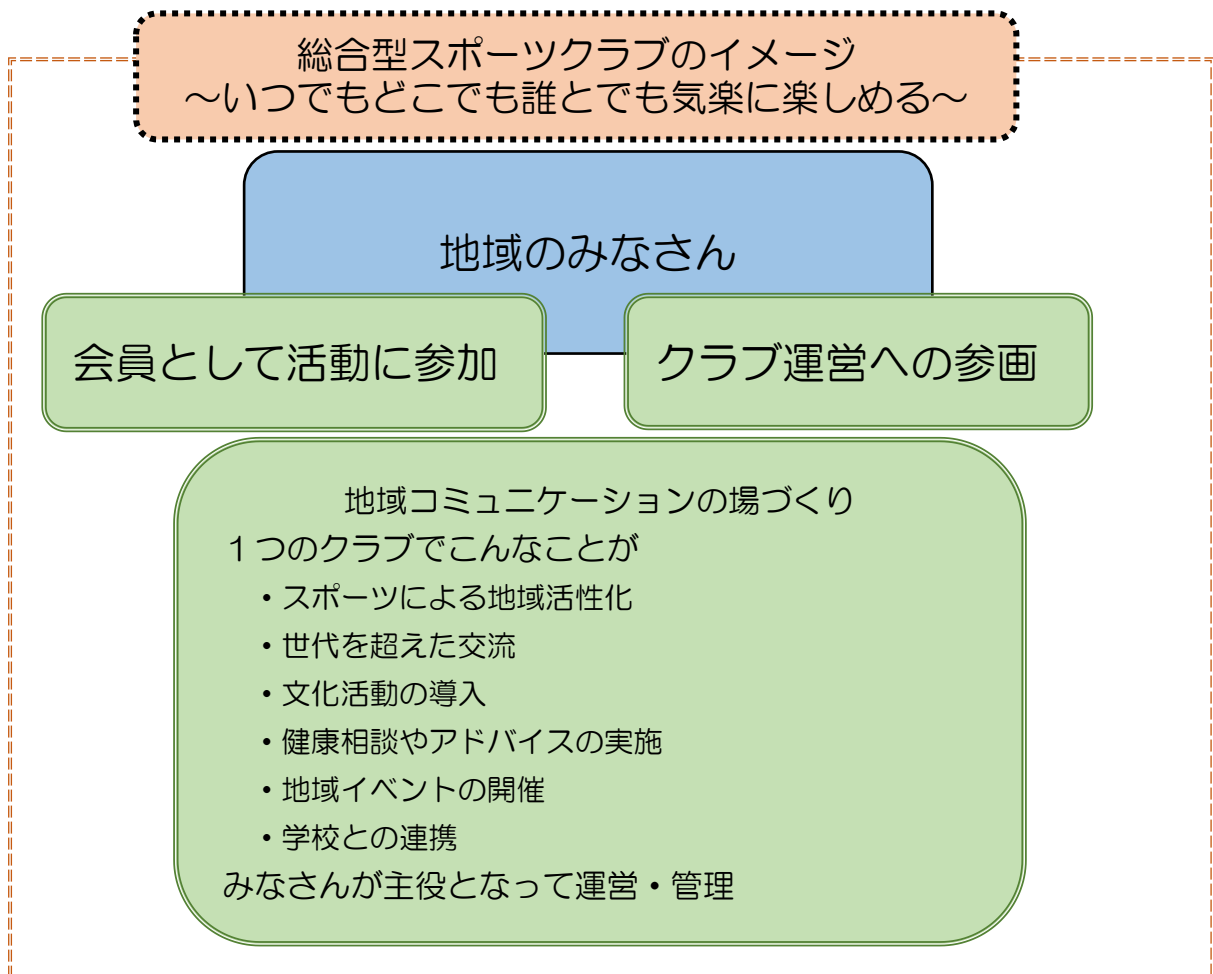 総合型スポーツクラブのイメージ
～いつでもどこでも誰とでも気楽に楽しめる～
地域のみなさん
会員として活動に参加
クラブ運営への参画
地域コミュニケーションの場づくり
１つのクラブでこんなことが
・スポーツによる地域活性化
・世代を超えた交流
・文化活動の導入
・健康相談やアドバイスの実施
・地域イベントの開催
・学校との連携
みなさんが主役となって運営・管理